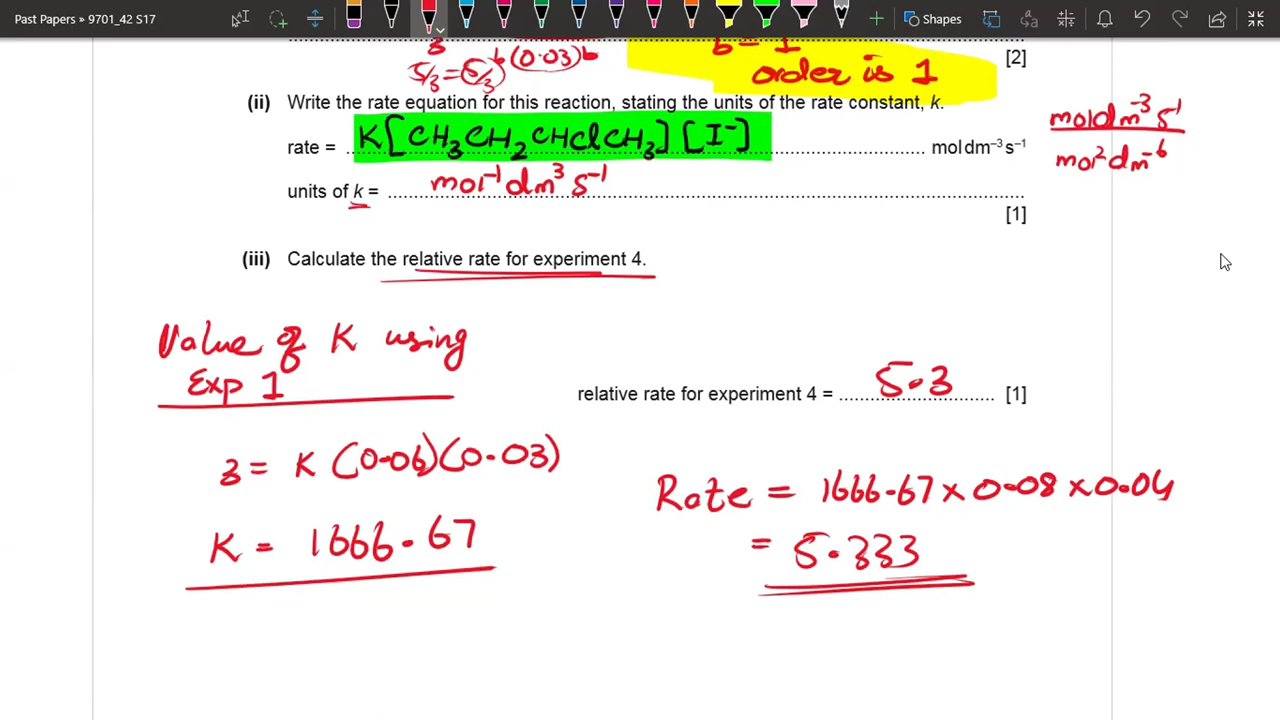 Past Papers » 9701_42 S17
Shapes
3
b = 1
5/3 = (5/3)^b (0.03)^b
order is 1
[2]
(ii) Write the rate equation for this reaction, stating the units of the rate constant, k.
rate = K[CH₃CH₂CHClCH₃][I⁻] mol dm⁻³ s⁻¹
mol dm⁻³ s⁻¹
mol² dm⁻⁶
units of k = mol⁻¹ dm³ s⁻¹
[1]
(iii) Calculate the relative rate for experiment 4.
Value of K using
Exp 1
relative rate for experiment 4 = 5.3 [1]
3 = K (0.06)(0.03)
K = 1666.67
Rate = 1666.67 × 0.08 × 0.04
= 5.333